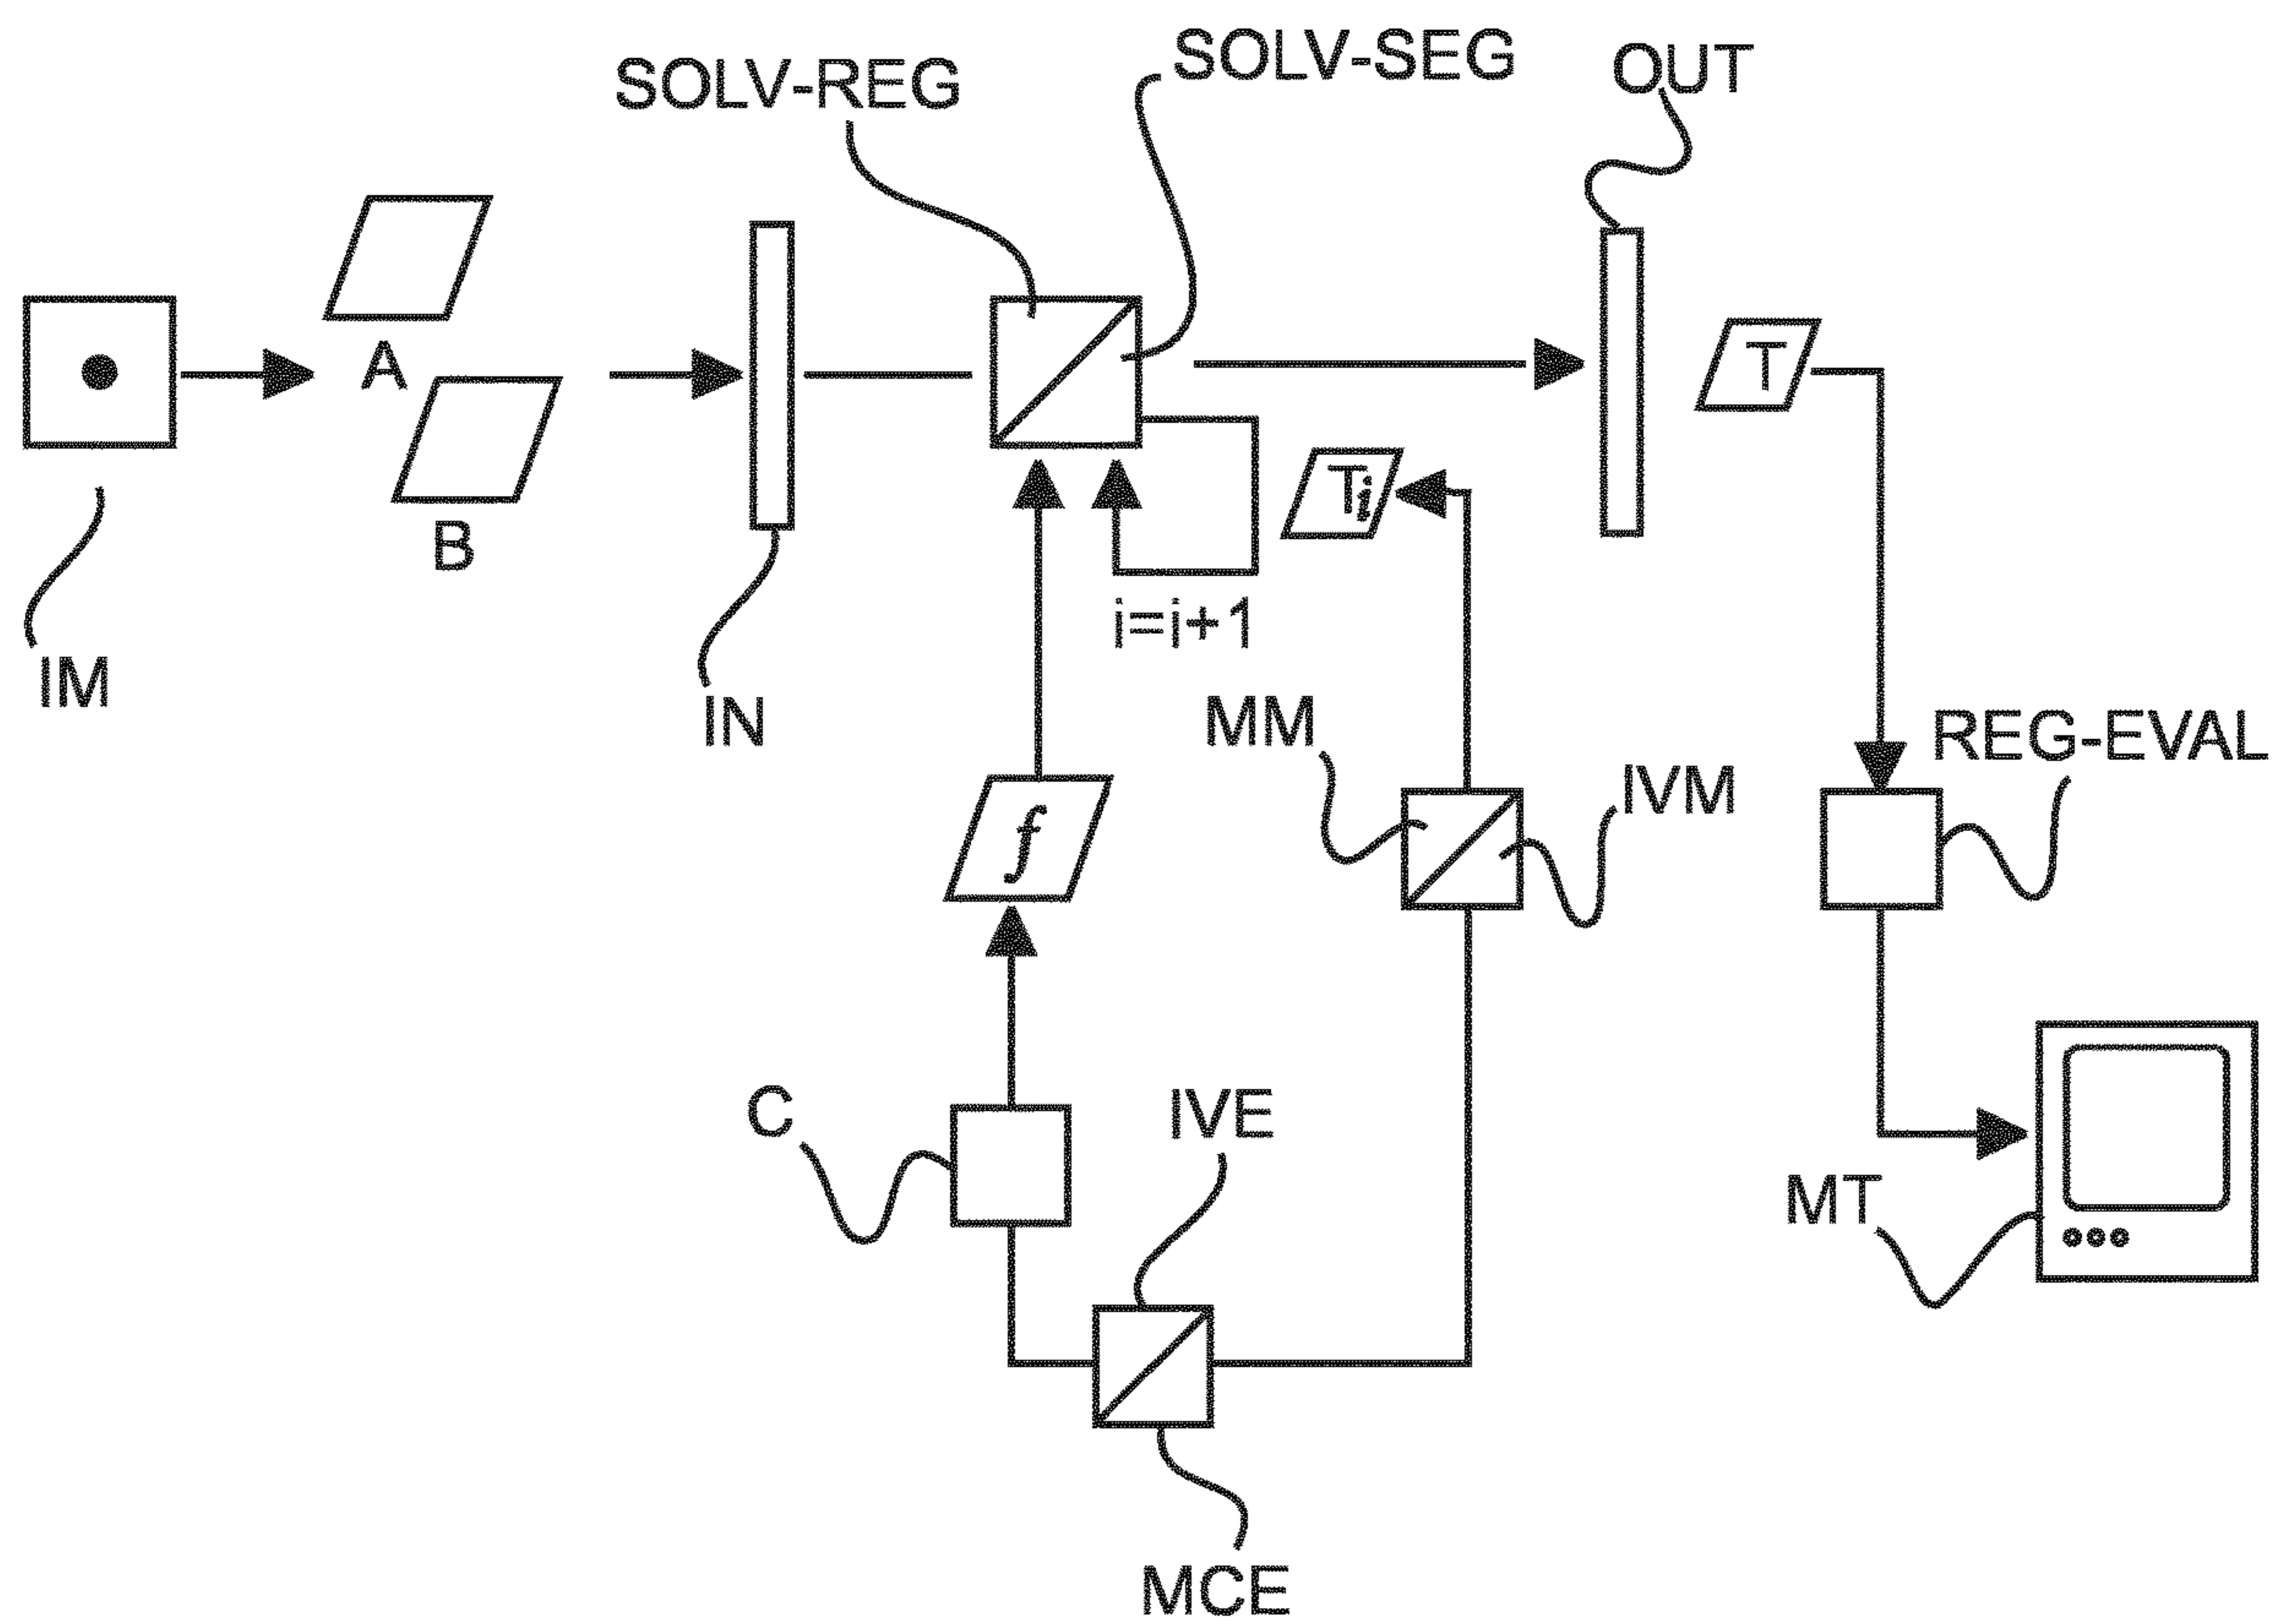 SOLV-REG
SOLV-SEG
OUT
A
B
T
Ti
i=i+1
IM
IN
MM
IVM
REG-EVAL
f
C
IVE
MT
MCE